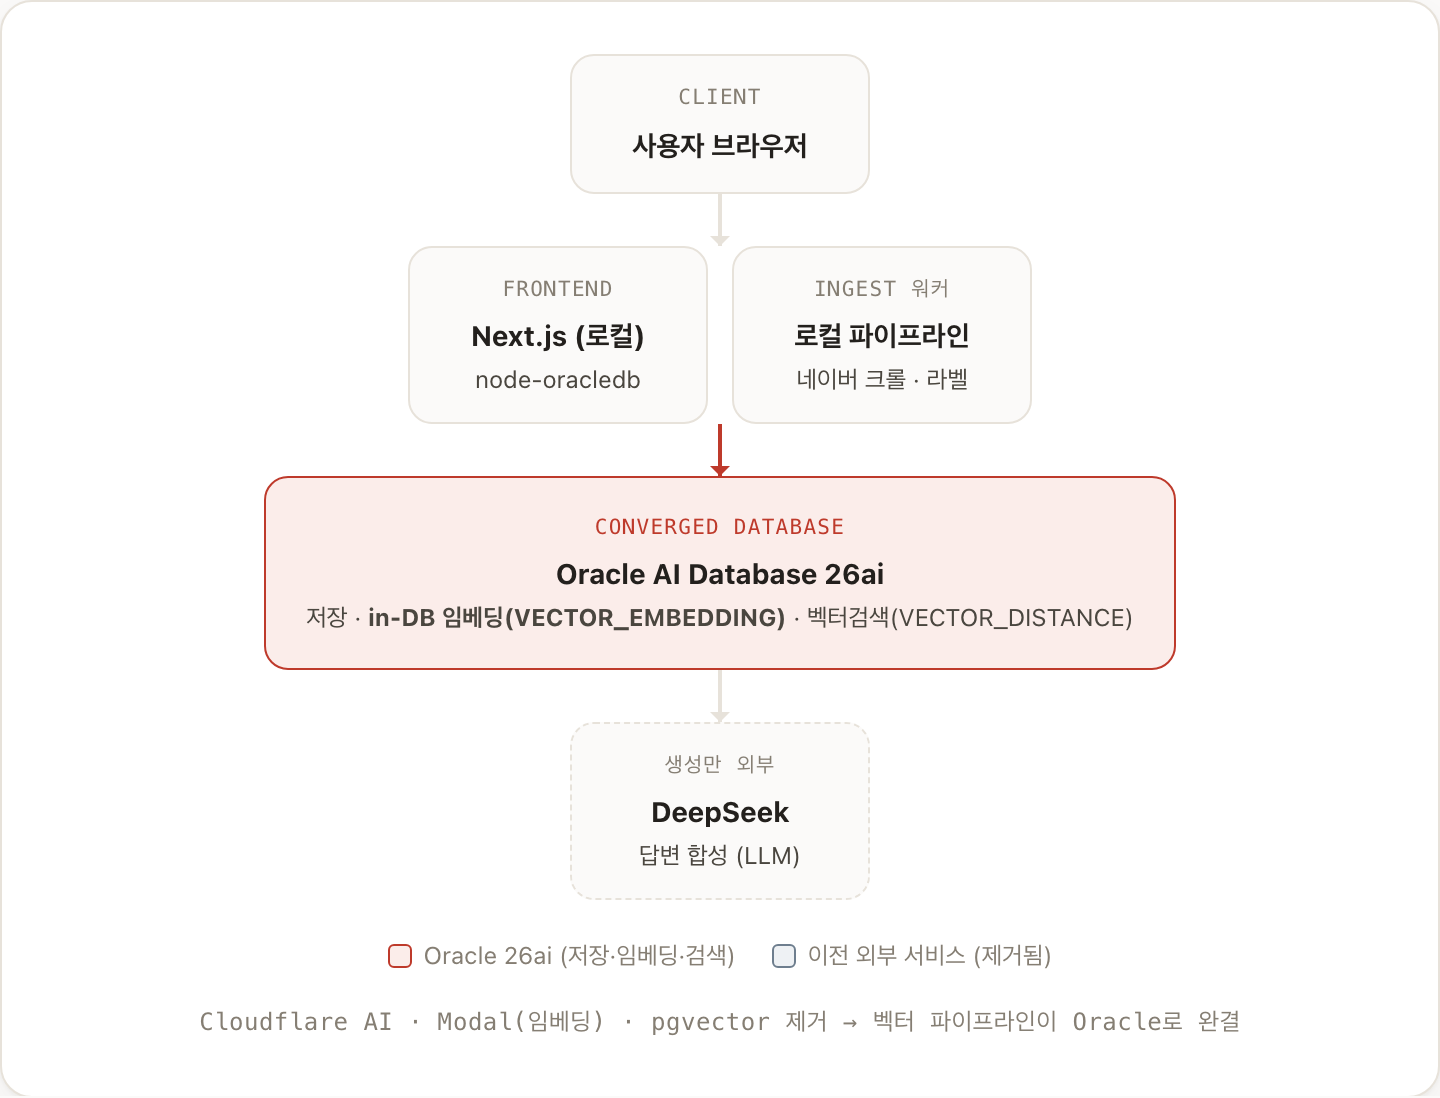 CLIENT
사용자 브라우저
FRONTEND
Next.js (로컬)
node-oracledb
INGEST 워커
로컬 파이프라인
네이버 크롤 · 라벨
CONVERGED DATABASE
Oracle AI Database 26ai
저장 · in-DB 임베딩(VECTOR_EMBEDDING) · 벡터검색(VECTOR_DISTANCE)
생성만 외부
DeepSeek
답변 합성 (LLM)
Oracle 26ai (저장·임베딩·검색)
이전 외부 서비스 (제거됨)
Cloudflare AI · Modal(임베딩) · pgvector 제거 → 벡터 파이프라인이 Oracle로 완결